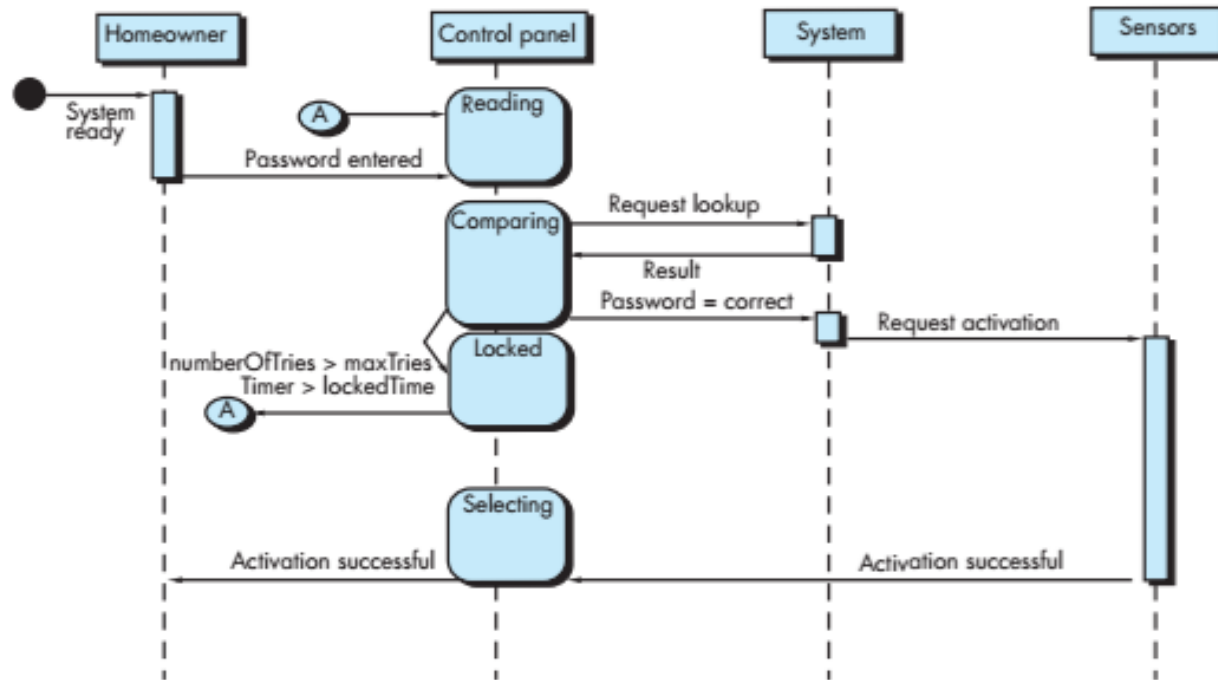 Homeowner
Control panel
System
Sensors
System
ready
A
Reading
Password entered
Comparing
Request lookup
Result
Password = correct
Request activation
Locked
numberOfTries > maxTries
Timer > lockedTime
A
Selecting
Activation successful
Activation successful